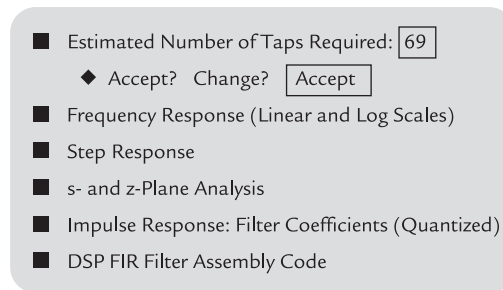 ■ Estimated Number of Taps Required: 69
◆ Accept? Change? Accept
■ Frequency Response (Linear and Log Scales)
■ Step Response
■ s- and z-Plane Analysis
■ Impulse Response: Filter Coefficients (Quantized)
■ DSP FIR Filter Assembly Code